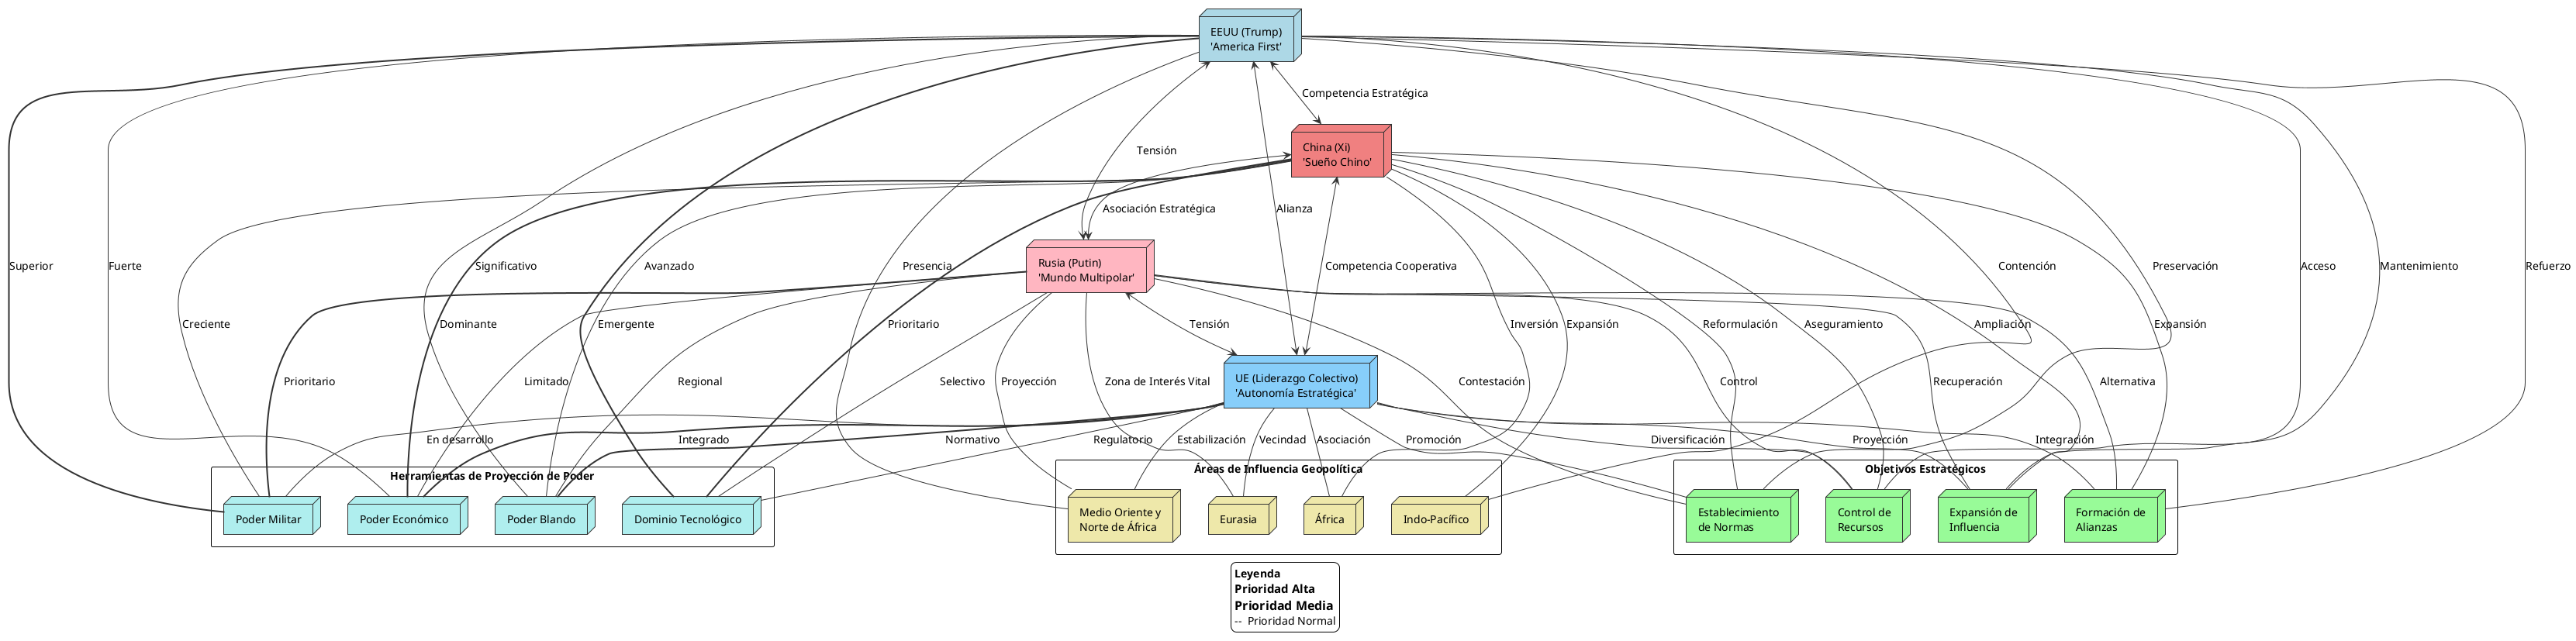 EEUU (Trump)
'America First'
Competencia Estratégica
China (Xi)
'Sueño Chino'
Tensión
Asociación Estratégica
Alianza
Rusia (Putin)
'Mundo Multipolar'
Superior
Fuerte
Significativo
Avanzado
Presencia
Competencia Cooperativa
Contención
Preservación
Acceso
Mantenimiento
Refuerzo
Creciente
Prioritario
Limitado
Dominante
Regional
Emergente
Prioritario
Selectivo
Proyección
Zona de Interés Vital
Tensión
Contestación
Inversión
Expansión
Reformulación
Control
Aseguramiento
Recuperación
Ampliación
Alternativa
Expansión
UE (Liderazgo Colectivo)
'Autonomía Estratégica'
En desarrollo
Integrado
Normativo
Regulatorio
Estabilización
Vecindad
Asociación
Promoción
Diversificación
Proyección
Integración
Herramientas de Proyección de Poder
Poder Militar
Poder Económico
Poder Blando
Dominio Tecnológico
Áreas de Influencia Geopolítica
Medio Oriente y
Norte de África
Eurasia
África
Indo-Pacífico
Objetivos Estratégicos
Establecimiento
de Normas
Control de
Recursos
Expansión de
Influencia
Formación de
Alianzas
Leyenda
Prioridad Alta
Prioridad Media
-- Prioridad Normal